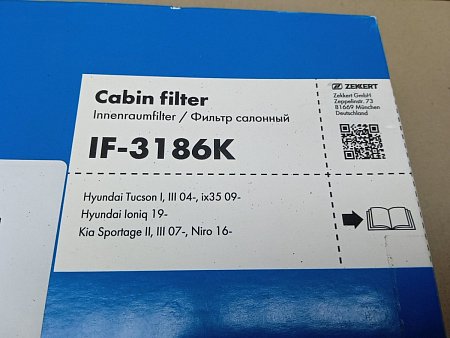 Cabin filter
Innenraumfilter / Фильтр салонный
IF-3186K
Hyundai Tucson I, III 04-, ix35 09-
Hyundai Ioniq 19-
Kia Sportage II, III 07-, Niro 16-
ZEKKERT
Zekkert GmbH
Zeppelinstr. 73
81669 München
Deutschland